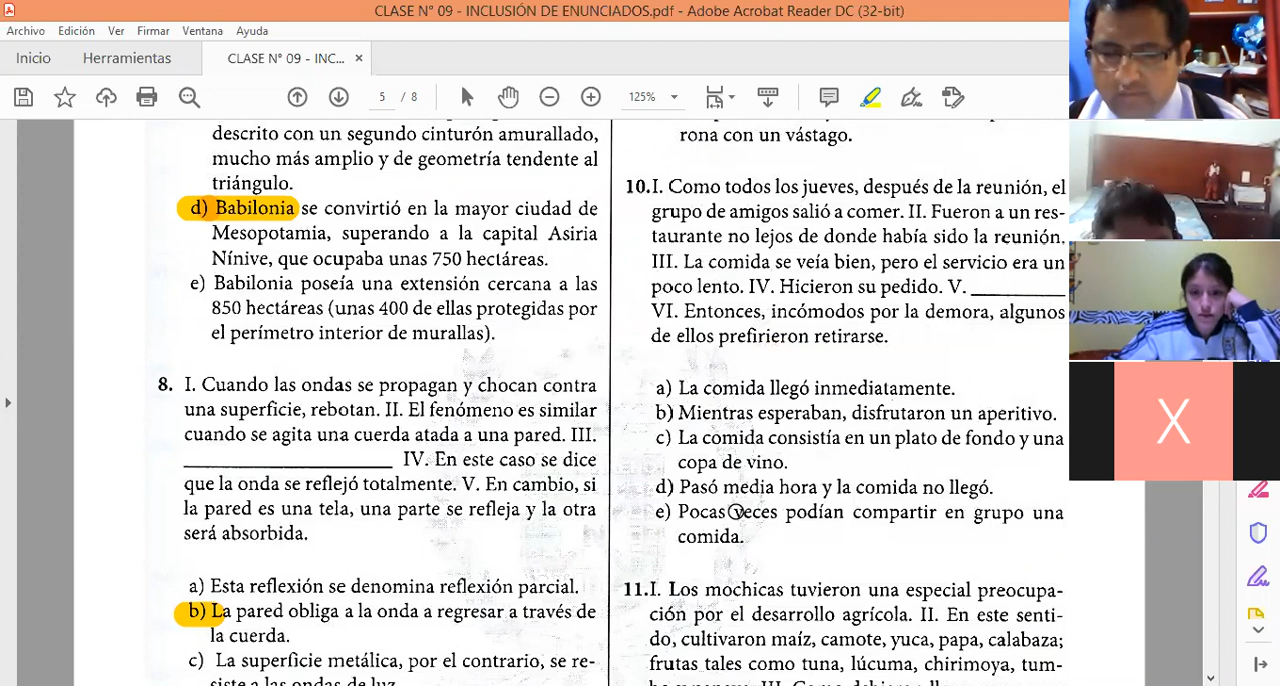 CLASE N° 09 - INCLUSIÓN DE ENUNCIADOS.pdf - Adobe Acrobat Reader DC (32-bit)
Archivo Edición Ver Firmar Ventana Ayuda
Inicio Herramientas CLASE N° 09 - INC... ×
5 / 8 125%
descrito con un segundo cinturón amurallado,
mucho más amplio y de geometría tendente al
triángulo.
d) Babilonia se convirtió en la mayor ciudad de
Mesopotamia, superando a la capital Asiria
Nínive, que ocupaba unas 750 hectáreas.
e) Babilonia poseía una extensión cercana a las
850 hectáreas (unas 400 de ellas protegidas por
el perímetro interior de murallas).
8. I. Cuando las ondas se propagan y chocan contra
una superficie, rebotan. II. El fenómeno es similar
cuando se agita una cuerda atada a una pared. III.
____________________ IV. En este caso se dice
que la onda se reflejó totalmente. V. En cambio, si
la pared es una tela, una parte se refleja y la otra
será absorbida.
a) Esta reflexión se denomina reflexión parcial.
b) La pared obliga a la onda a regresar a través de
la cuerda.
c) La superficie metálica, por el contrario, se re-
siste a las ondas de luz.
rona con un vástago.
10. I. Como todos los jueves, después de la reunión, el
grupo de amigos salió a comer. II. Fueron a un res-
taurante no lejos de donde había sido la reunión.
III. La comida se veía bien, pero el servicio era un
poco lento. IV. Hicieron su pedido. V. _________
VI. Entonces, incómodos por la demora, algunos
de ellos prefirieron retirarse.
a) La comida llegó inmediatamente.
b) Mientras esperaban, disfrutaron un aperitivo.
c) La comida consistía en un plato de fondo y una
copa de vino.
d) Pasó media hora y la comida no llegó.
e) Pocas veces podían compartir en grupo una
comida.
11. I. Los mochicas tuvieron una especial preocupa-
ción por el desarrollo agrícola. II. En este senti-
do, cultivaron maíz, camote, yuca, papa, calabaza;
frutas tales como tuna, lúcuma, chirimoya, tum-
X